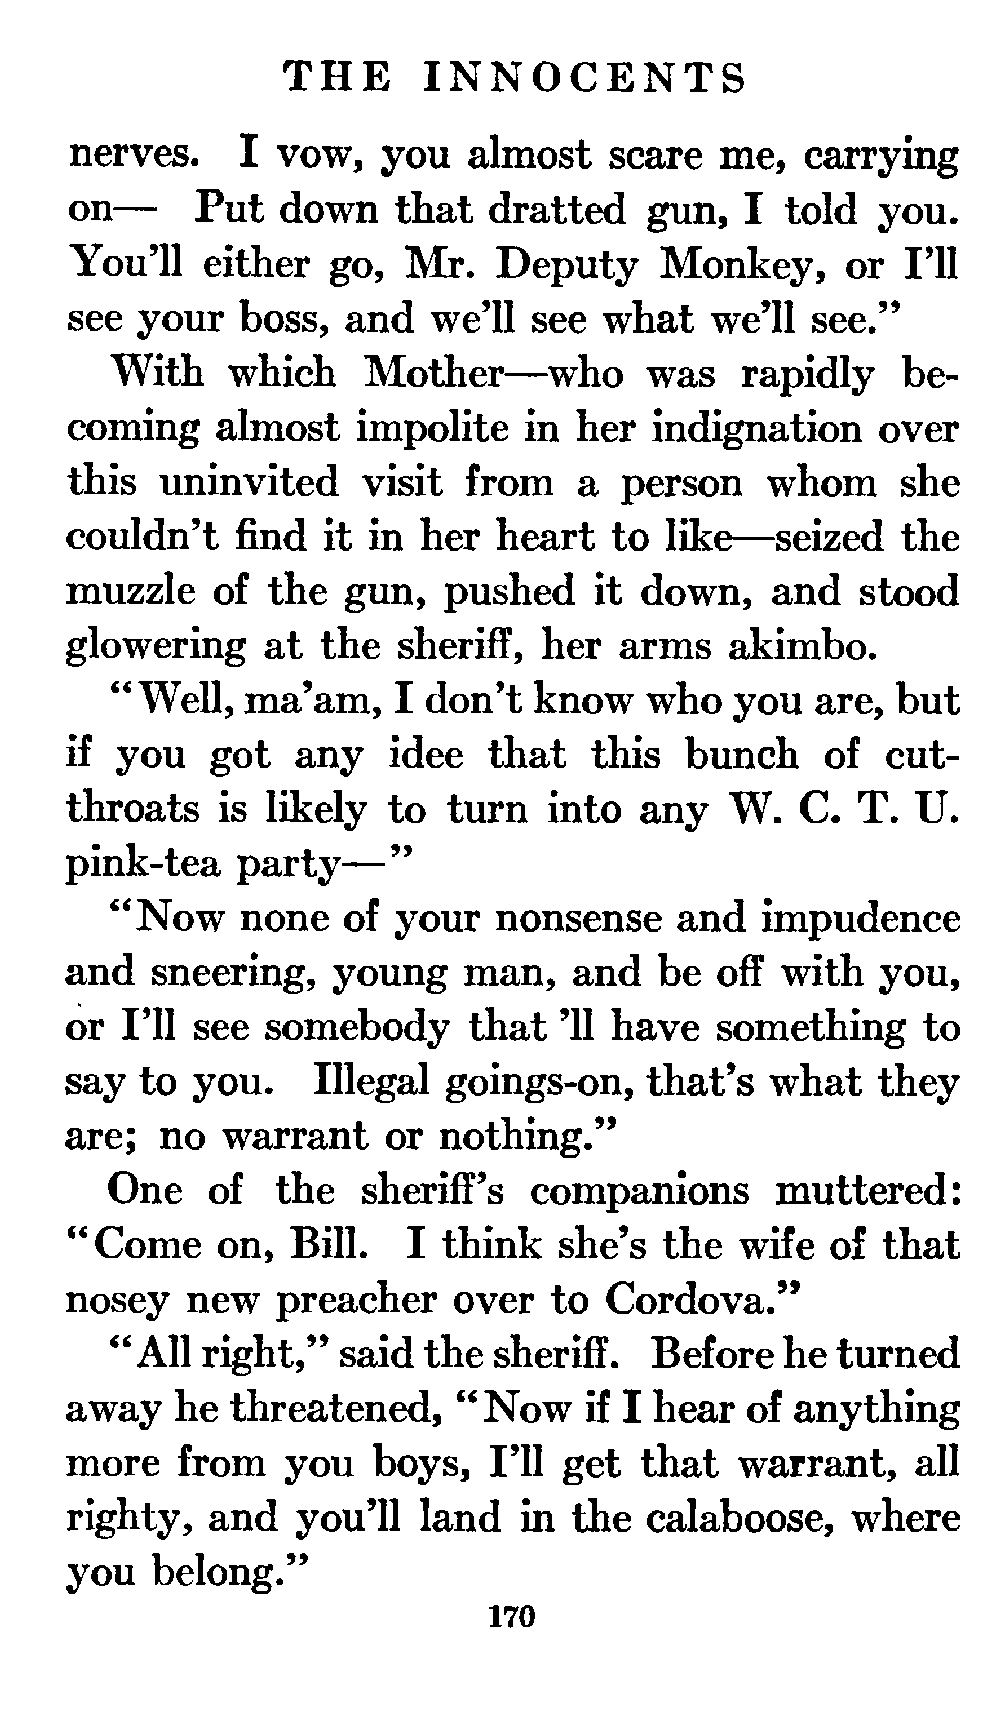 THE INNOCENTS
nerves. I vow, you almost scare me, carrying
on— Put down that dratted gun, I told you.
You'll either go, Mr. Deputy Monkey, or I'll
see your boss, and we'll see what we'll see."
With which Mother—who was rapidly be-
coming almost impolite in her indignation over
this uninvited visit from a person whom she
couldn't find it in her heart to like—seized the
muzzle of the gun, pushed it down, and stood
glowering at the sheriff, her arms akimbo.
"Well, ma'am, I don't know who you are, but
if you got any idee that this bunch of cut-
throats is likely to turn into any W. C. T. U.
pink-tea party—"
"Now none of your nonsense and impudence
and sneering, young man, and be off with you,
or I'll see somebody that 'll have something to
say to you. Illegal goings-on, that's what they
are; no warrant or nothing."
One of the sheriff's companions muttered:
"Come on, Bill. I think she's the wife of that
nosey new preacher over to Cordova."
"All right," said the sheriff. Before he turned
away he threatened, "Now if I hear of anything
more from you boys, I'll get that warrant, all
righty, and you'll land in the calaboose, where
you belong."
170